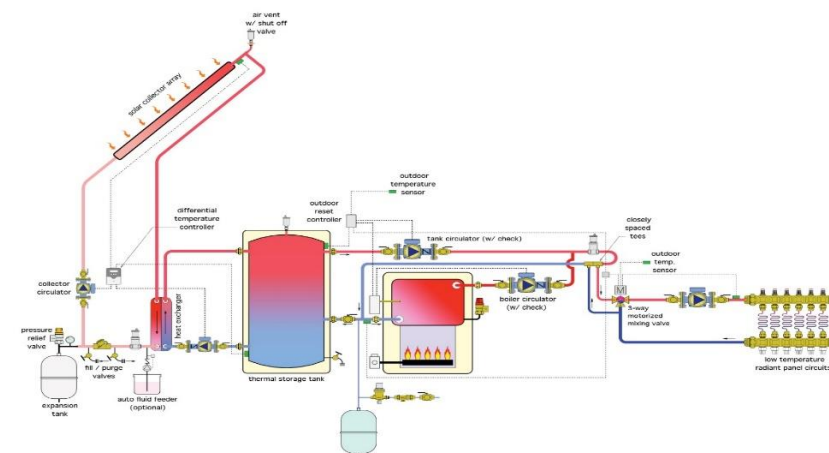 air vent
w/ shut off
valve
solar collector array
outdoor
temperature
sensor
differential
temperature
controller
outdoor
reset
controller
closely
spaced
tees
tank circulator (w/ check)
outdoor
temp.
sensor
collector
circulator
heat exchanger
boiler circulator
(w/ check)
M
3-way
motorized
mixing valve
pressure
relief
valve
fill / purge
valves
thermal storage tank
low temperature
radiant panel circuits
expansion
tank
auto fluid feeder
(optional)